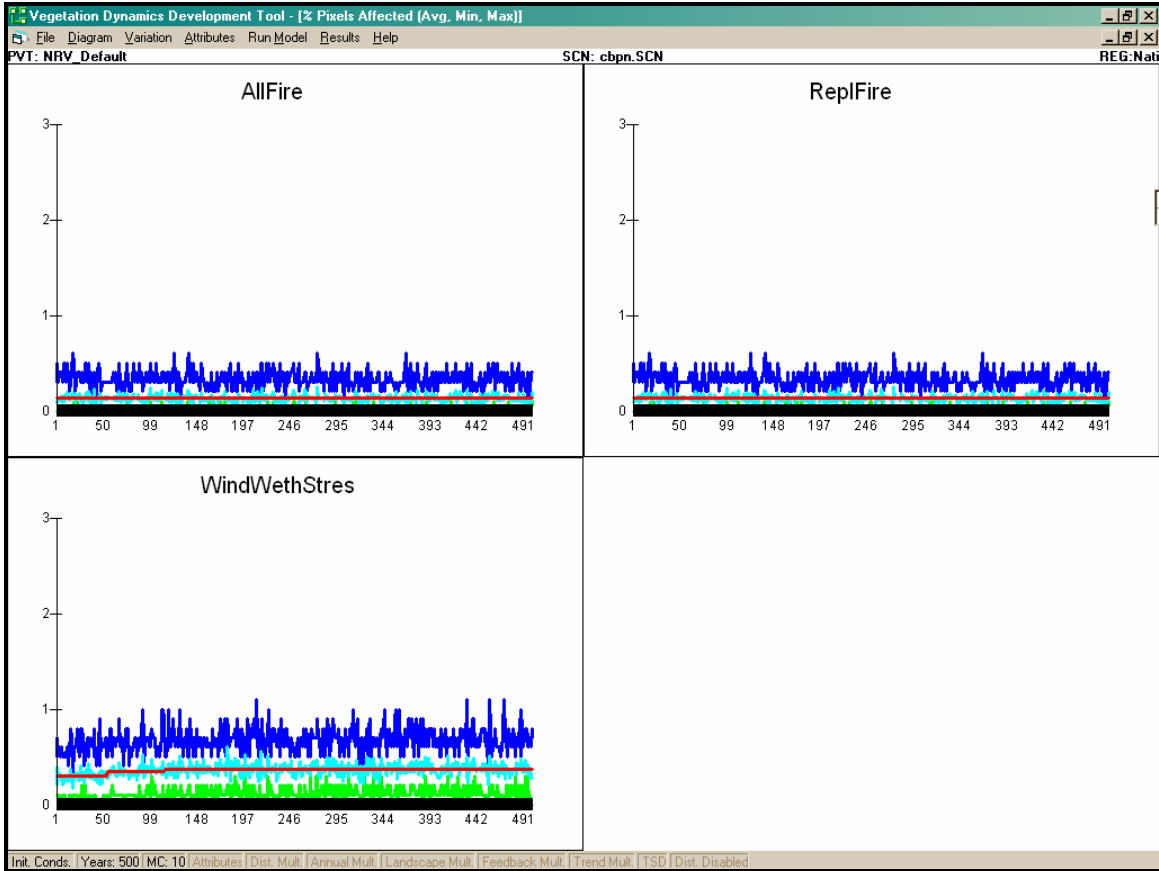 Vegetation Dynamics Development Tool - [% Pixels Affected (Avg, Min, Max)]
File Diagram Variation Attributes Run Model Results Help
PVT: NRV_Default SCN: cbpn.SCN REG:Nati
AllFire ReplFire
3 3
2 2
1 1
0 0
1 50 99 148 197 246 295 344 393 442 491 1 50 99 148 197 246 295 344 393 442 491
WindWethStres
3
2
1
0
1 50 99 148 197 246 295 344 393 442 491
Init. Conds. Years: 500 MC: 10 Attributes Dist. Mult. Annual Mult. Landscape Mult. Feedback Mult. Trend Mult. TSD Dist. Disabled